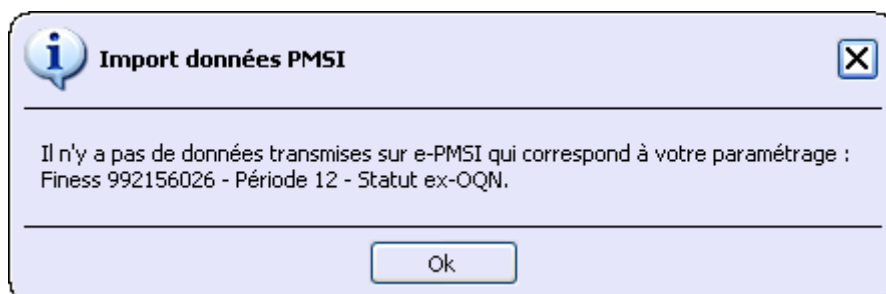 Import données PMSI
Il n'y a pas de données transmises sur e-PMSI qui correspond à votre paramétrage :
Finess 992156026 - Période 12 - Statut ex-OQN.
Ok